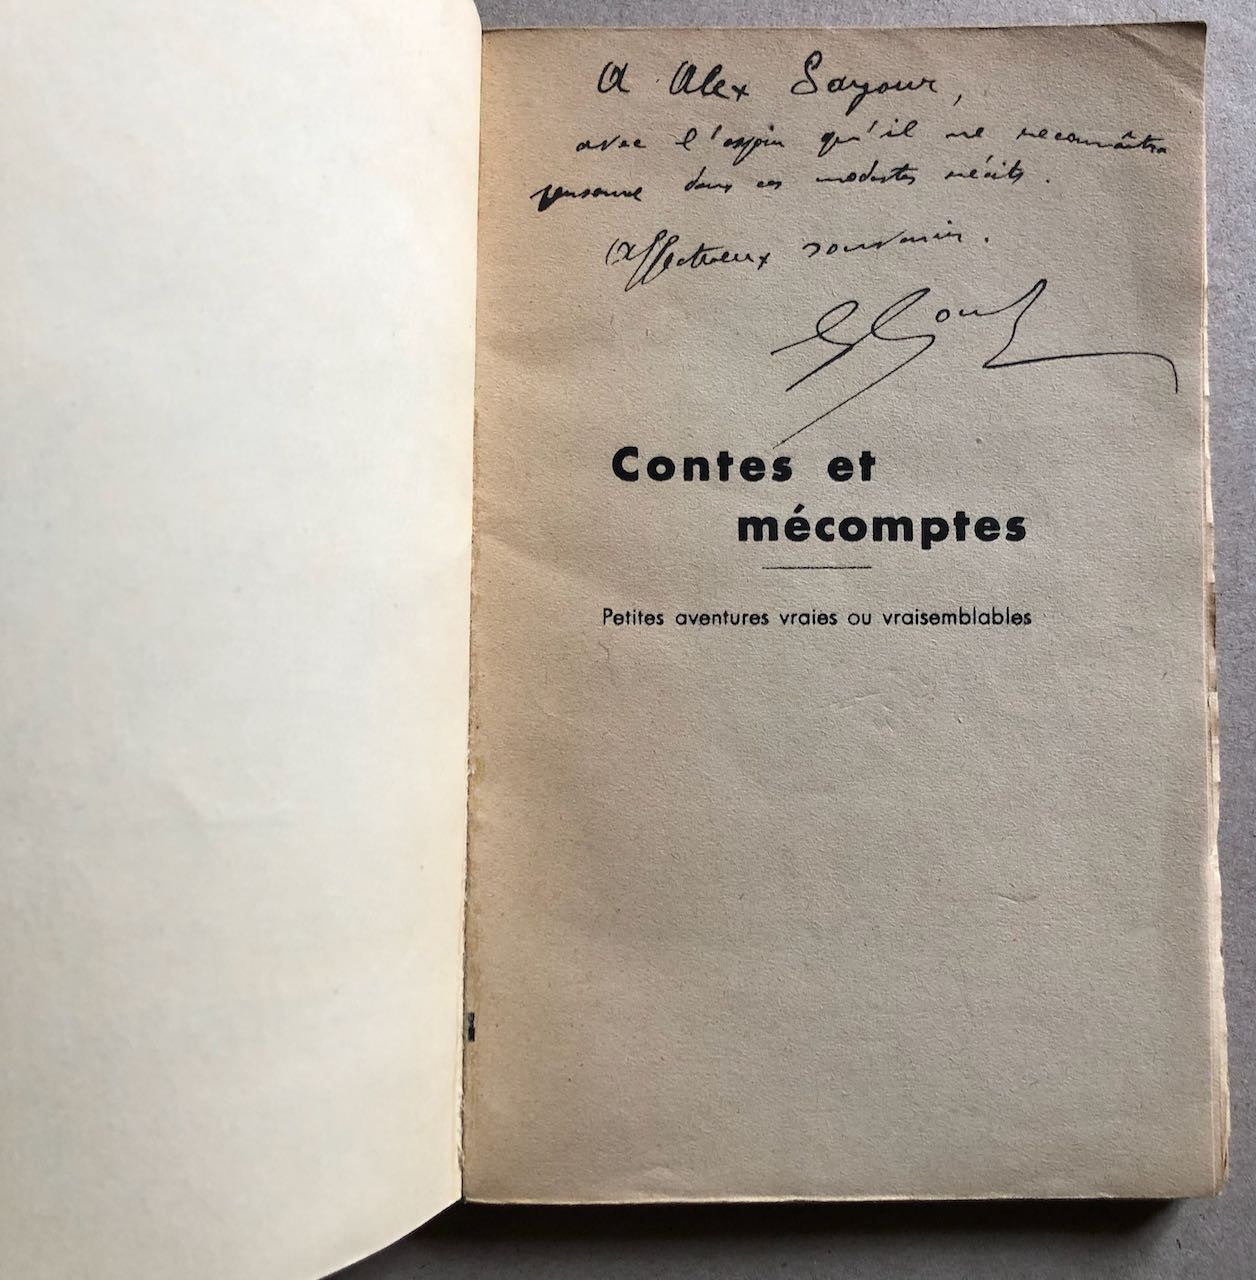 A Alex Sayour,
avec l'espoir qu'il ne reconnaîtra
personne dans ces modestes récits.
Affectueux souvenir.
Contes et
mécomptes
Petites aventures vraies ou vraisemblables